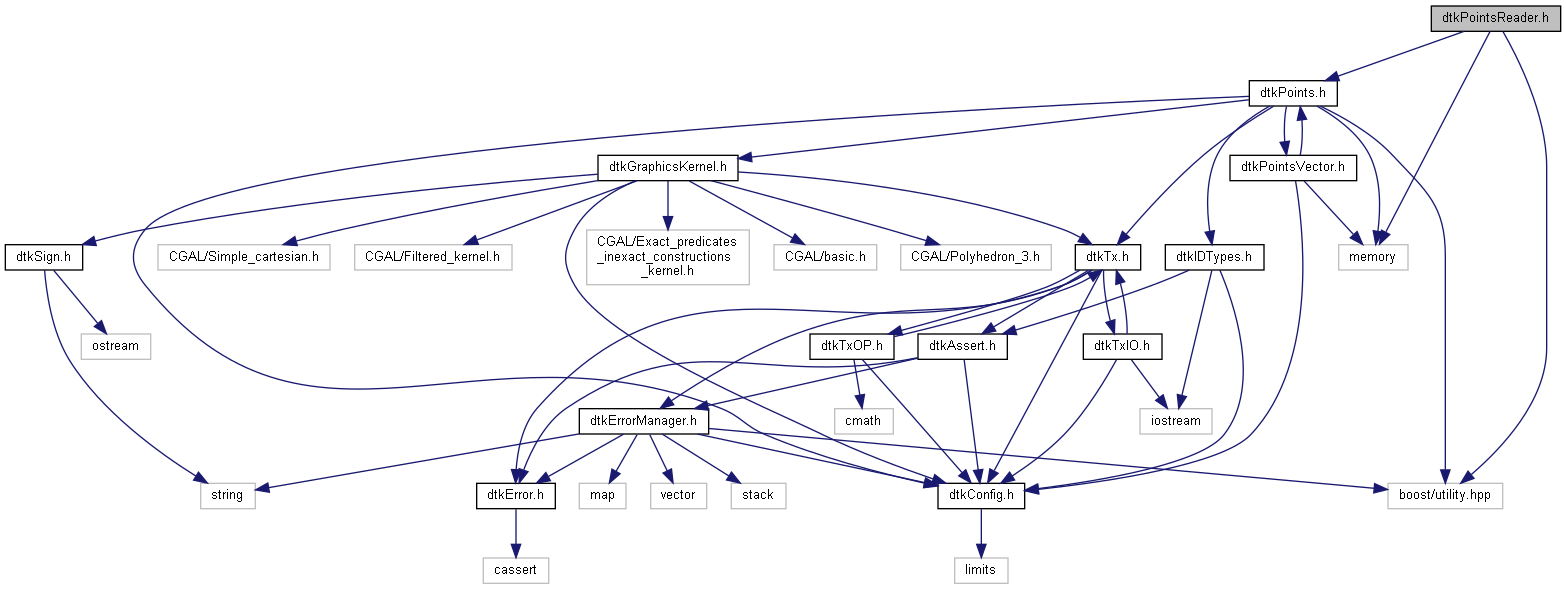 dtkPointsReader.h
dtkPoints.h
dtkGraphicsKernel.h
dtkPointsVector.h
dtkSign.h
CGAL/Simple_cartesian.h
CGAL/Filtered_kernel.h
CGAL/Exact_predicates
_inexact_constructions
_kernel.h
CGAL/basic.h
CGAL/Polyhedron_3.h
dtkTx.h
dtkIDTypes.h
memory
ostream
dtkTxOP.h
dtkAssert.h
dtkTxIO.h
dtkErrorManager.h
cmath
iostream
string
dtkError.h
map
vector
stack
dtkConfig.h
boost/utility.hpp
cassert
limits